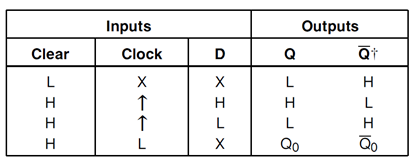 Inputs Outputs
Clear Clock D Q Q̅†
L X X L H
H ↑ H H L
H ↑ L L H
H L X Q₀ Q̅₀